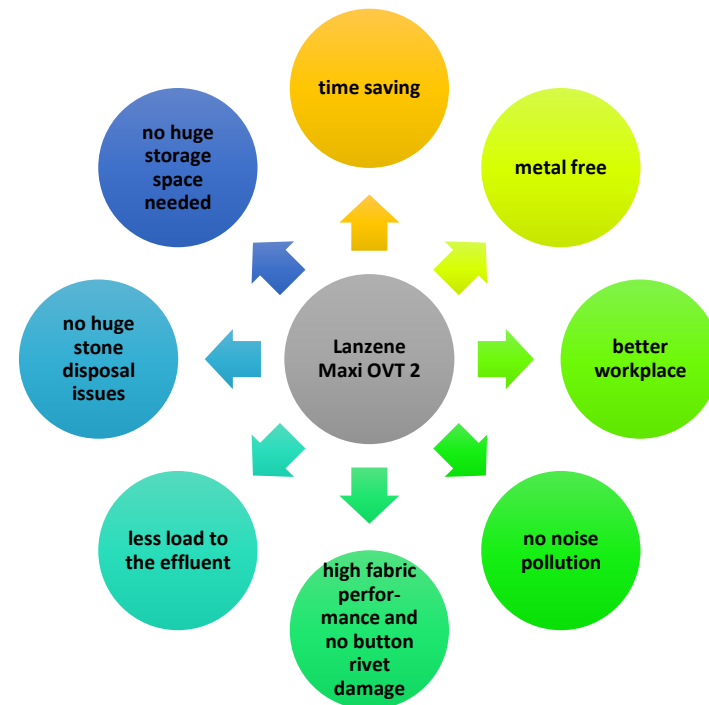 time saving
metal free
better
workplace
no noise
pollution
high fabric
perfor-
mance and
no button
rivet
damage
less load to
the effluent
no huge
stone
disposal
issues
no huge
storage
space
needed
Lanzene
Maxi OVT 2